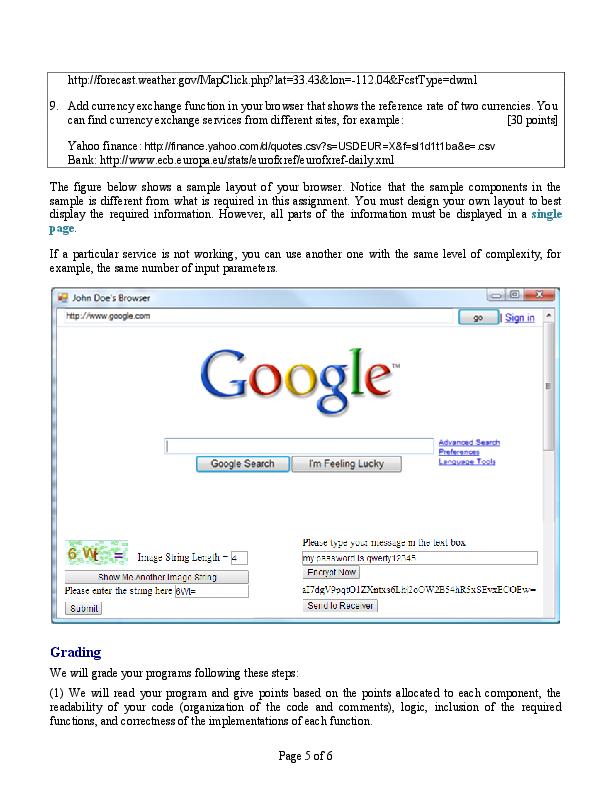 http://forecast.weather.gov/MapClick.php?lat=33.43&lon=-112.04&FcstType=dwml
9. Add currency exchange function in your browser that shows the reference rate of two currencies. You
can find currency exchange services from different sites, for example: [30 points]
Yahoo finance: http://finance.yahoo.com/d/quotes.csv?s=USDEUR=X&f=sl1d1t1ba&e=.csv
Bank: http://www.ecb.europa.eu/stats/eurofxref/eurofxref-daily.xml
The figure below shows a sample layout of your browser. Notice that the sample components in the
sample is different from what is required in this assignment. You must design your own layout to best
display the required information. However, all parts of the information must be displayed in a single
page.
If a particular service is not working, you can use another one with the same level of complexity, for
example, the same number of input parameters.
John Doe's Browser
http://www.google.com
go
Sign in
Google™
Advanced Search
Preferences
Language Tools
Google Search
I'm Feeling Lucky
6 Wt =
Image String Length = 4
Show Me Another Image String
Please enter the string here 6Wt=
Submit
Please type your message in the text box
my password is qwerty12345
Encrypt Now
Send to Receiver
Grading
We will grade your programs following these steps:
(1) We will read your program and give points based on the points allocated to each component, the
readability of your code (organization of the code and comments), logic, inclusion of the required
functions, and correctness of the implementations of each function.
Page 5 of 6